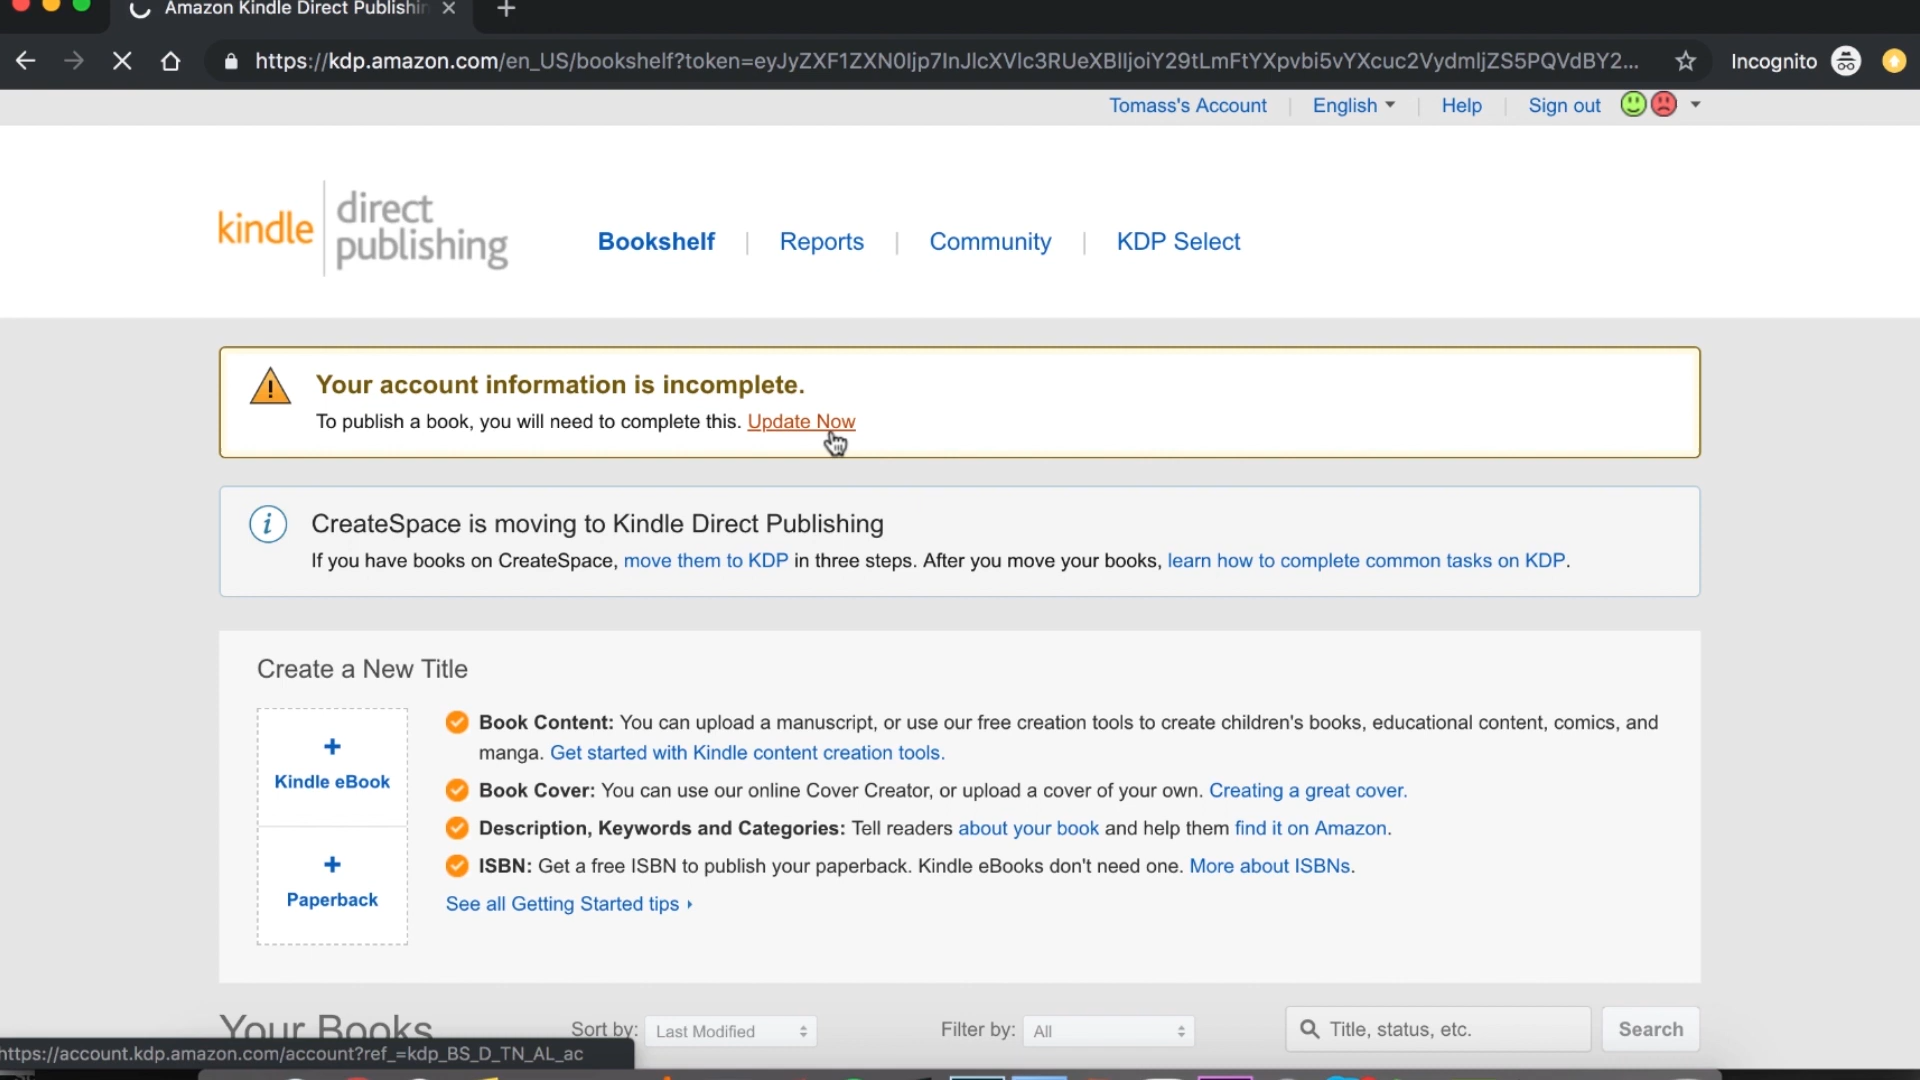 Amazon Kindle Direct Publishin
https://kdp.amazon.com/en_US/bookshelf?token=eyJyZXF1ZXN0Ijp7InJlcXVlc3RUeXBlIjoiY29tLmFtYXpvbi5vYXcuc2VydmljZS5PQVdBY2...
Incognito
Tomass's Account | English | Help | Sign out
kindle direct publishing
Bookshelf | Reports | Community | KDP Select
Your account information is incomplete.
To publish a book, you will need to complete this. Update Now
CreateSpace is moving to Kindle Direct Publishing
If you have books on CreateSpace, move them to KDP in three steps. After you move your books, learn how to complete common tasks on KDP.
Create a New Title
+ Kindle eBook
+ Paperback
Book Content: You can upload a manuscript, or use our free creation tools to create children's books, educational content, comics, and
manga. Get started with Kindle content creation tools.
Book Cover: You can use our online Cover Creator, or upload a cover of your own. Creating a great cover.
Description, Keywords and Categories: Tell readers about your book and help them find it on Amazon.
ISBN: Get a free ISBN to publish your paperback. Kindle eBooks don't need one. More about ISBNs.
See all Getting Started tips
Your Books
Sort by: Last Modified
Filter by: All
Title, status, etc.
Search
https://account.kdp.amazon.com/account?ref_=kdp_BS_D_TN_AL_ac